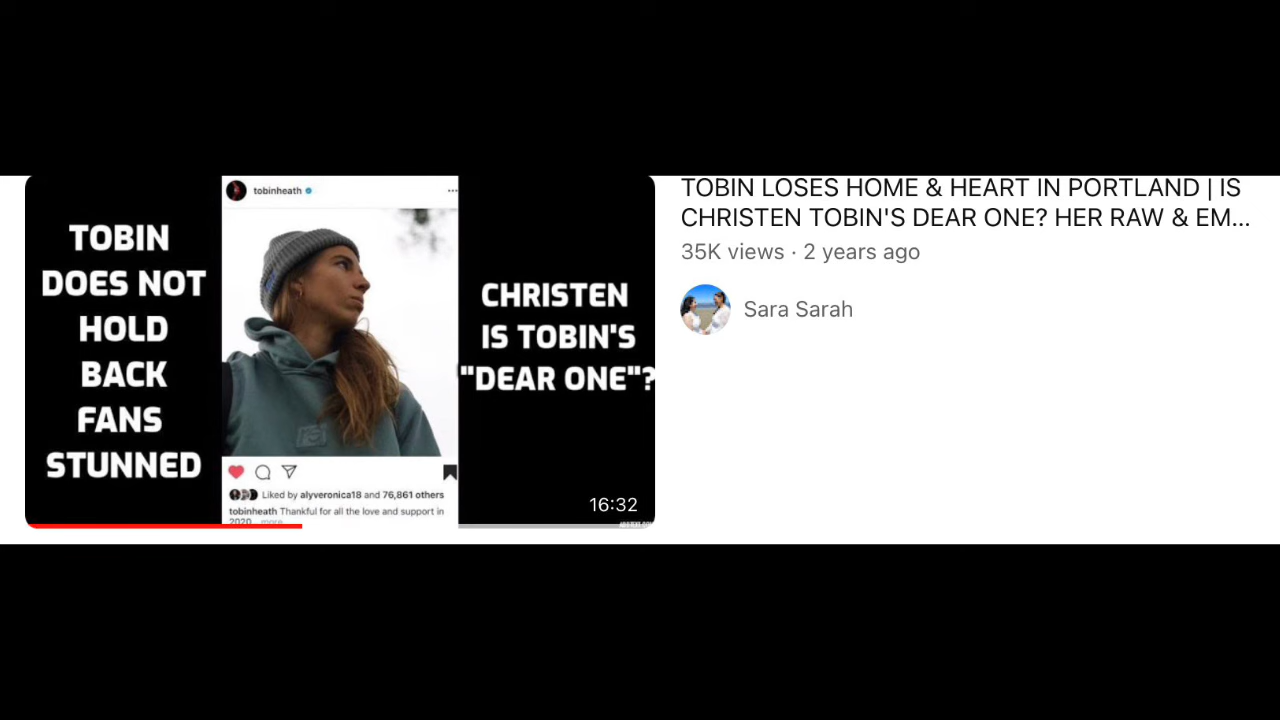 TOBIN
DOES NOT
HOLD
BACK
FANS
STUNNED
tobinheath
Liked by alyveronica18 and 76,861 others
tobinheath Thankful for all the love and support in
2020... more
CHRISTEN
IS TOBIN'S
"DEAR ONE"?
16:32
TOBIN LOSES HOME & HEART IN PORTLAND | IS
CHRISTEN TOBIN'S DEAR ONE? HER RAW & EM...
35K views · 2 years ago
Sara Sarah